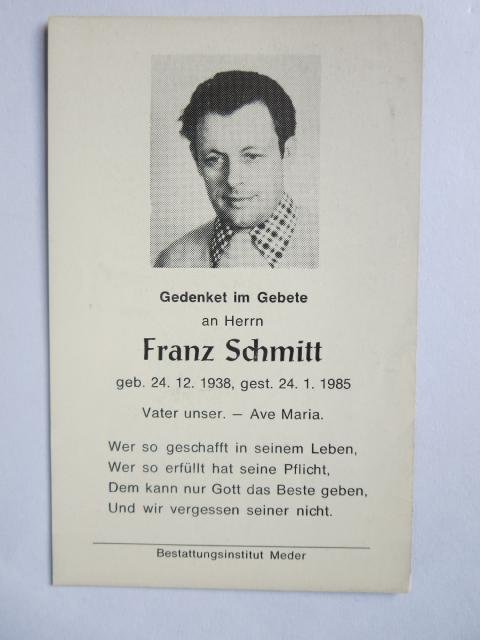 Gedenket im Gebete
an Herrn
Franz Schmitt
geb. 24. 12. 1938, gest. 24. 1. 1985
Vater unser. – Ave Maria.
Wer so geschafft in seinem Leben,
Wer so erfüllt hat seine Pflicht,
Dem kann nur Gott das Beste geben,
Und wir vergessen seiner nicht.
Bestattungsinstitut Meder